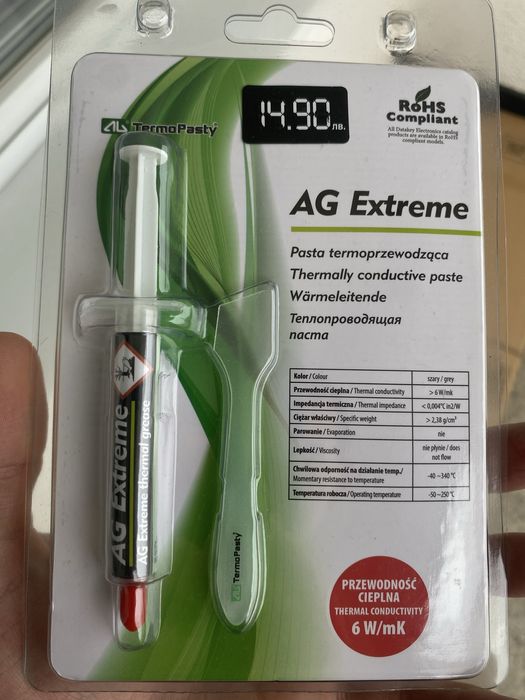 14.90 лв.
RoHS
Compliant
All Datalury Electronics catalog
products are available in RoHS
compliant models.
AG TermoPasty
AG Extreme
Pasta termoprzewodząca
Thermally conductive paste
Wärmeleitende
Теплопроводящая
паста
Kolor / Colour szary / grey
Przewodność cieplna / Thermal conductivity > 6 W/mk
Impedancja termiczna / Thermal impedance < 0,004°C in2/W
Ciężar właściwy / Specific weight > 2,38 g/cm³
Parowanie / Evaporation nie
Lepkość / Viscosity nie płynie / does
not flow
Chwilowa odporność na działanie temp./
Momentary resistance to temperature -40 ~340 °C
Temperatura robocza / Operating temperature -50 ~250 °C
AG Extreme
AG Extreme thermal grease
AG TermoPasty
PRZEWODNOŚĆ
CIEPLNA
THERMAL CONDUCTIVITY
6 W/mK